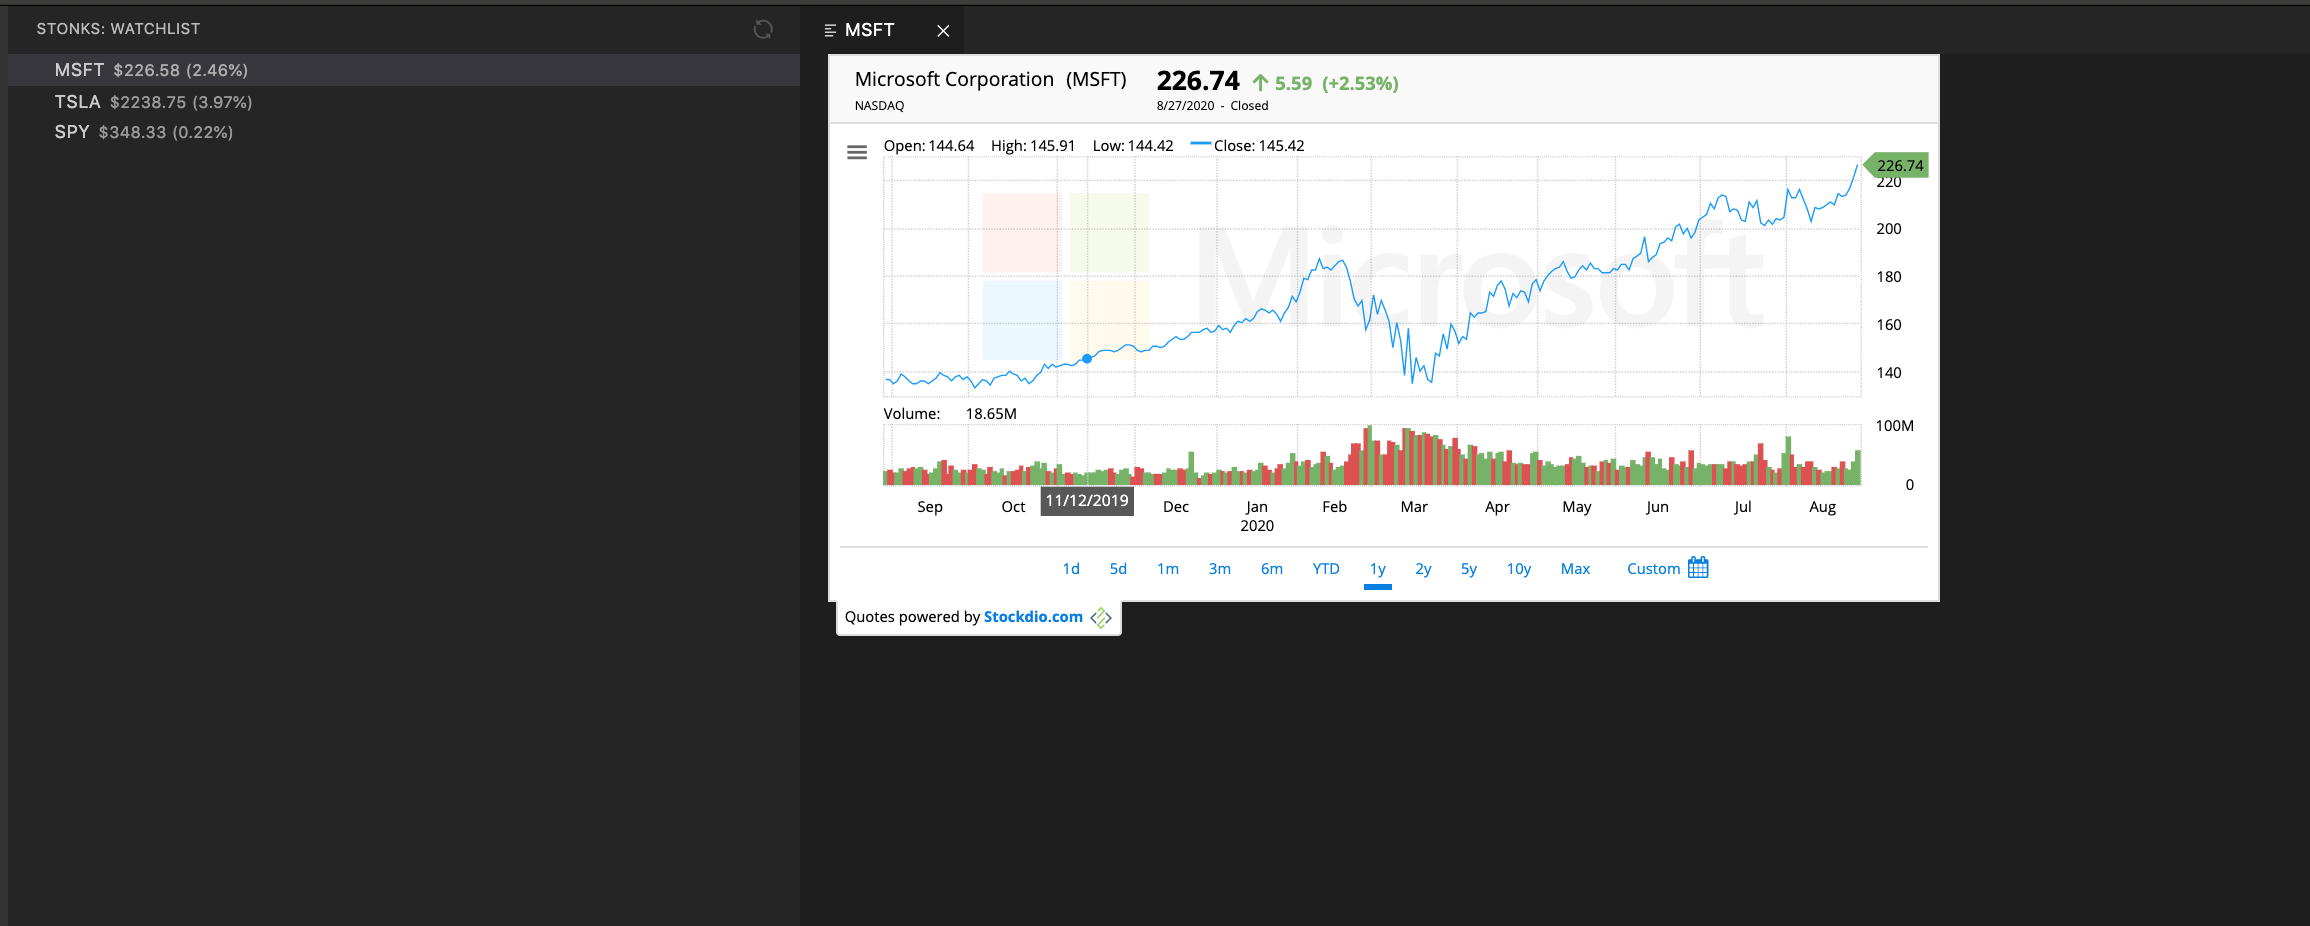 STONKS: WATCHLIST
MSFT $226.58 (2.46%)
TSLA $2238.75 (3.97%)
SPY $348.33 (0.22%)
MSFT
Microsoft Corporation (MSFT) 226.74 5.59 (+2.53%)
NASDAQ 8/27/2020 - Closed
Open: 144.64 High: 145.91 Low: 144.42 Close: 145.42
226.74
220
200
180
160
140
Microsoft
Volume: 18.65M
100M
0
11/12/2019
Sep Oct Dec Jan Feb Mar Apr May Jun Jul Aug
2020
1d 5d 1m 3m 6m YTD 1y 2y 5y 10y Max Custom
Quotes powered by Stockdio.com